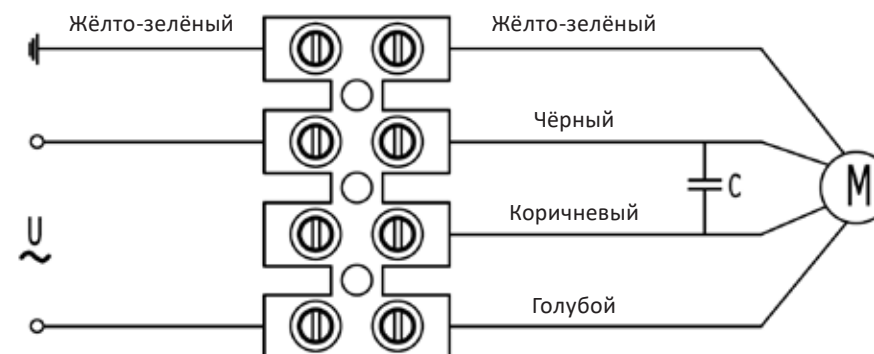 Жёлто-зелёный Жёлто-зелёный
Чёрный
C
M
Коричневый
U
Голубой